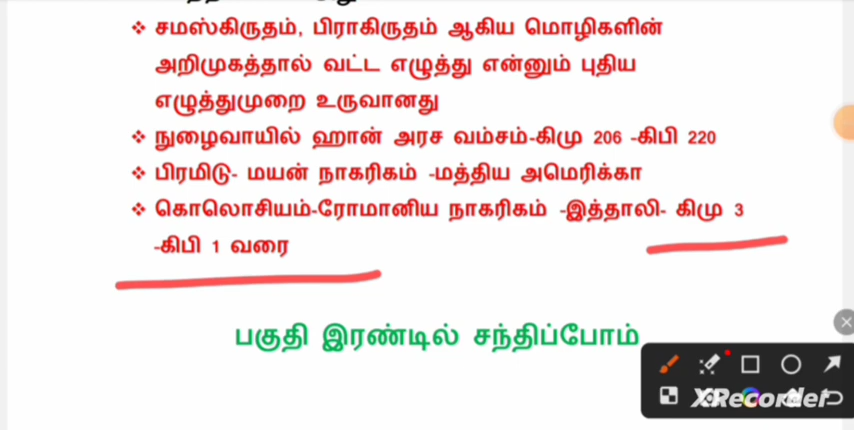 ❖ சமஸ்கிருதம், பிராகிருதம் ஆகிய மொழிகளின்
அறிமுகத்தால் வட்ட எழுத்து என்னும் புதிய
எழுத்துமுறை உருவானது
❖ நுழைவாயில் ஹான் அரச வம்சம்-கிமு 206 -கிபி 220
❖ பிரமிடு- மயன் நாகரிகம் -மத்திய அமெரிக்கா
❖ கொலொசியம்-ரோமானிய நாகரிகம் -இத்தாலி- கிமு 3
-கிபி 1 வரை
பகுதி இரண்டில் சந்திப்போம்
XRecorder